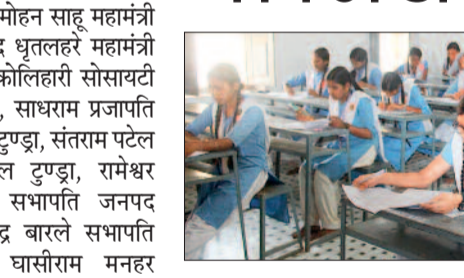 मोहन साहू महामंत्री
धृतलहरे महामंत्री
कोलिहारी सोसायटी
, साधराम प्रजापति
टुण्ड्रा, संतराम पटेल
ल टुण्ड्रा, रामेश्वर
सभापति जनपद
द्र बारले सभापति
घासीराम मनहर